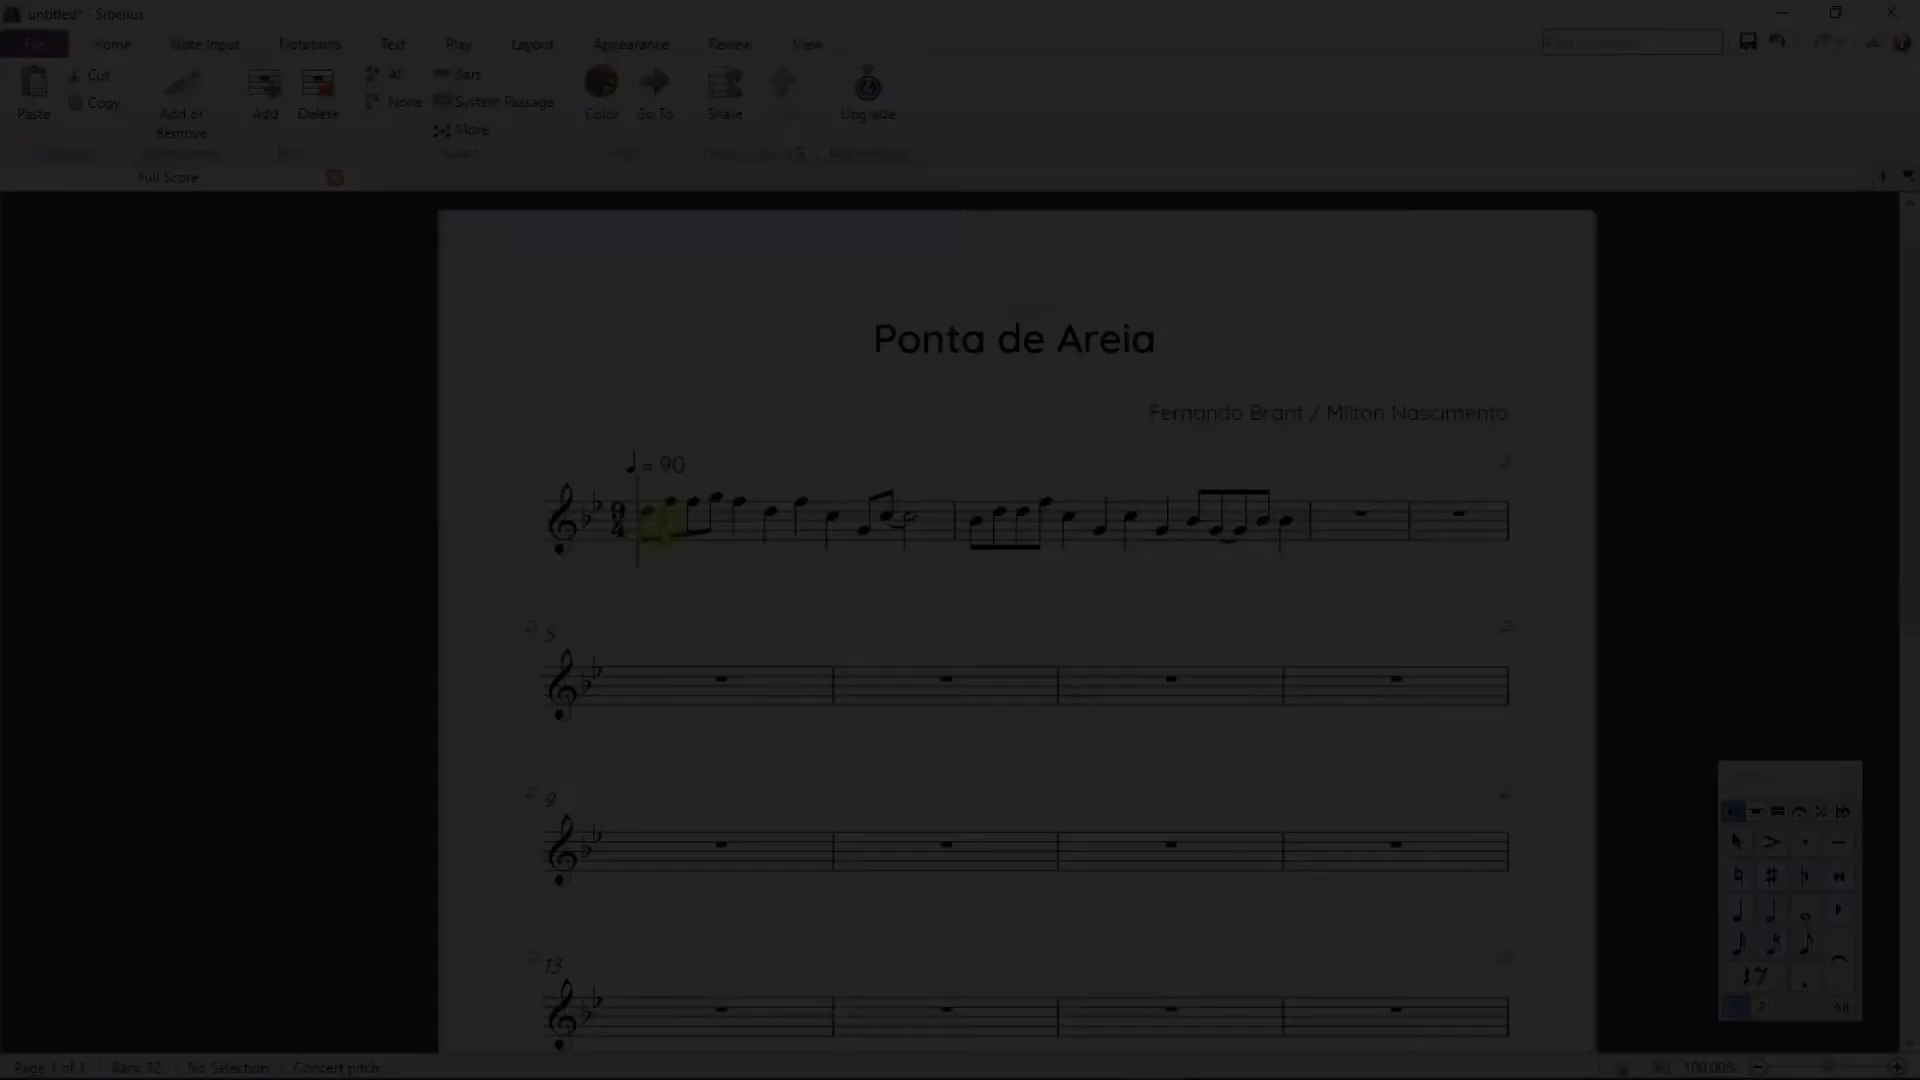 untitled* - Sibelius
File Home Note Input Notations Text Play Layout Appearance Review View
Paste Cut Copy Add or Remove Add Delete All None Bars System Passage More Color Go To Share Upgrade
Full Score
Ponta de Areia
Fernando Brant / Milton Nascimento
= 90
9
4
5
9
13
All
Page 1 of 1 Bars: 32 No Selection Concert pitch 100.00%